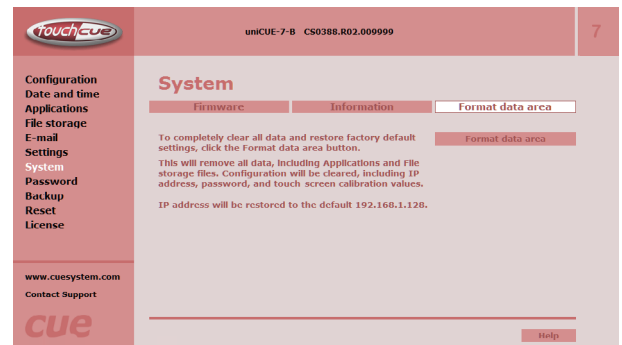 touchcue
uniCUE-7-B CS0388.R02.009999
7
Configuration
Date and time
Applications
File storage
E-mail
Settings
System
Password
Backup
Reset
License
www.cuesystem.com
Contact Support
cue
System
Firmware
Information
Format data area
To completely clear all data and restore factory default
settings, click the Format data area button.
This will remove all data, including Applications and File
storage files. Configuration will be cleared, including IP
address, password, and touch screen calibration values.
IP address will be restored to the default 192.168.1.128.
Format data area
Help